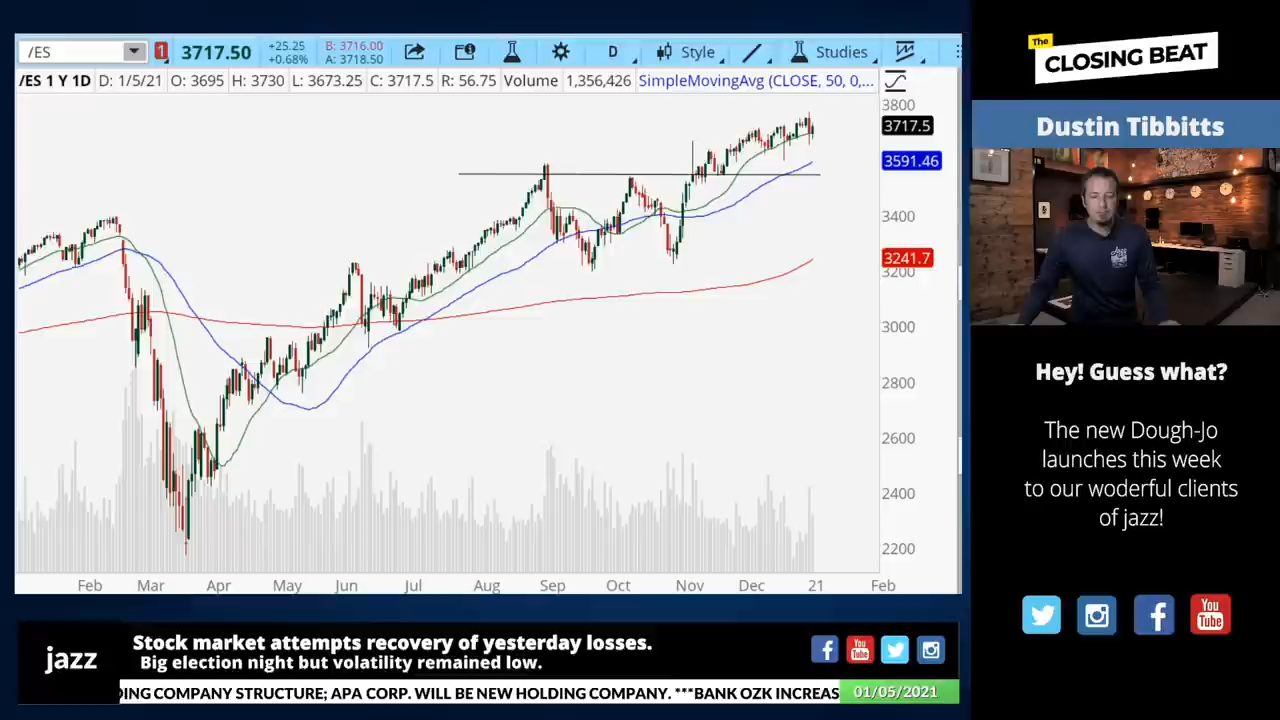 /ES
1
3717.50
+25.25
+0.68%
B: 3716.00
A: 3718.50
D
Style
Studies
/ES 1 Y 1D D: 1/5/21 O: 3695 H: 3730 L: 3673.25 C: 3717.5 R: 56.75 Volume 1,356,426 SimpleMovingAvg (CLOSE, 50, 0,...
3800
3717.5
3591.46
3400
3241.7
3200
3000
2800
2600
2400
2200
Feb Mar Apr May Jun Jul Aug Sep Oct Nov Dec 21 Feb
The
CLOSING BEAT
Dustin Tibbitts
Hey! Guess what?
The new Dough-Jo
launches this week
to our woderful clients
of jazz!
You
Tube
jazz
Stock market attempts recovery of yesterday losses.
Big election night but volatility remained low.
You
Tube
DING COMPANY STRUCTURE; APA CORP. WILL BE NEW HOLDING COMPANY. ***BANK OZK INCREAS
01/05/2021